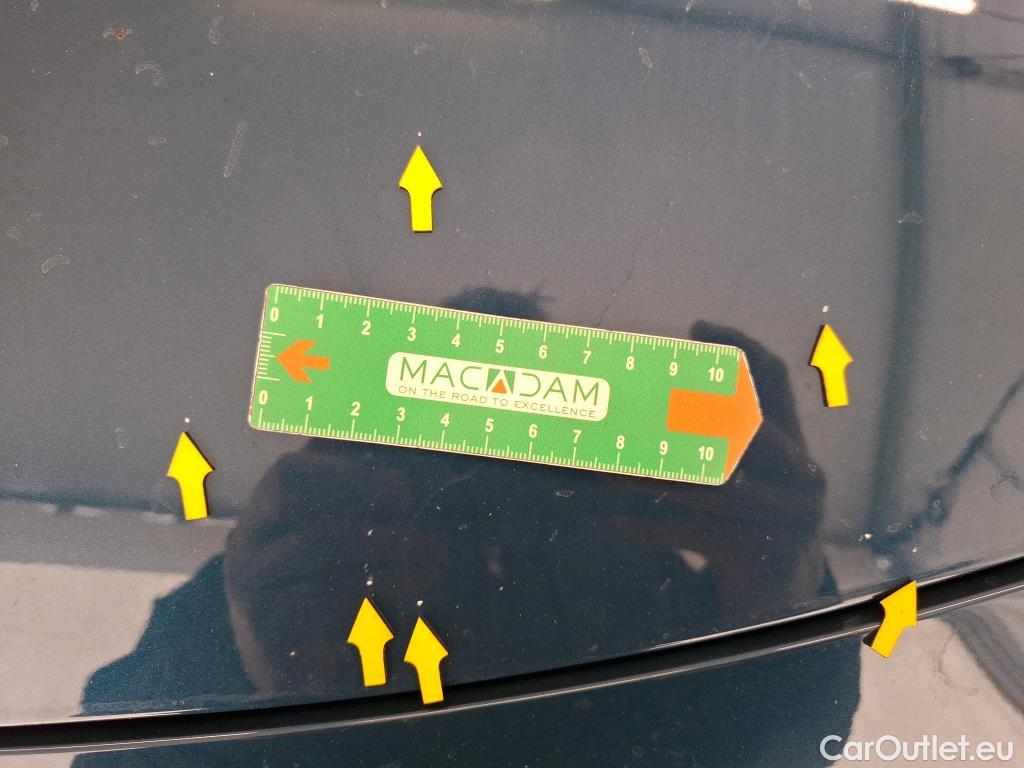 0 1 2 3 4 5 6 7 8 9 10
MACADAM
ON THE ROAD TO EXCELLENCE
0 1 2 3 4 5 6 7 8 9 10
CarOutlet.eu